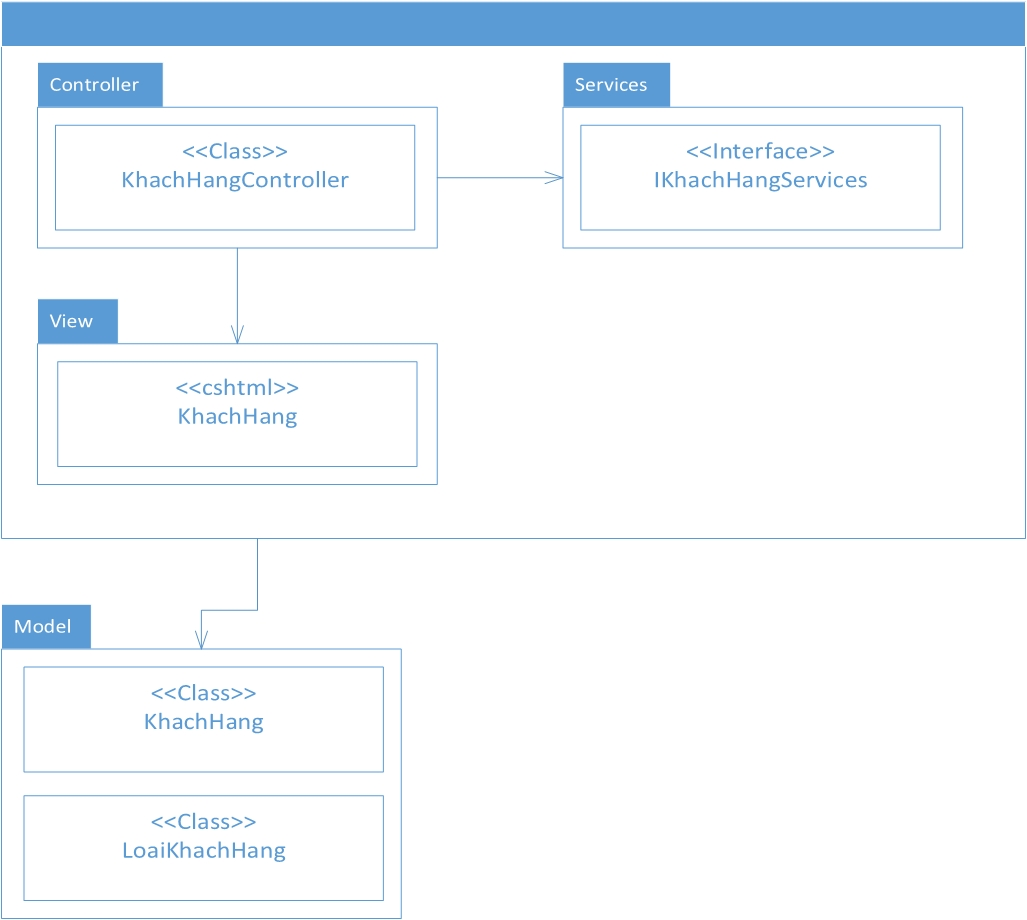 Controller
<<Class>>
KhachHangController
Services
<<Interface>>
IKhachHangServices
View
<<cshtml>>
KhachHang
Model
<<Class>>
KhachHang
<<Class>>
LoaiKhachHang